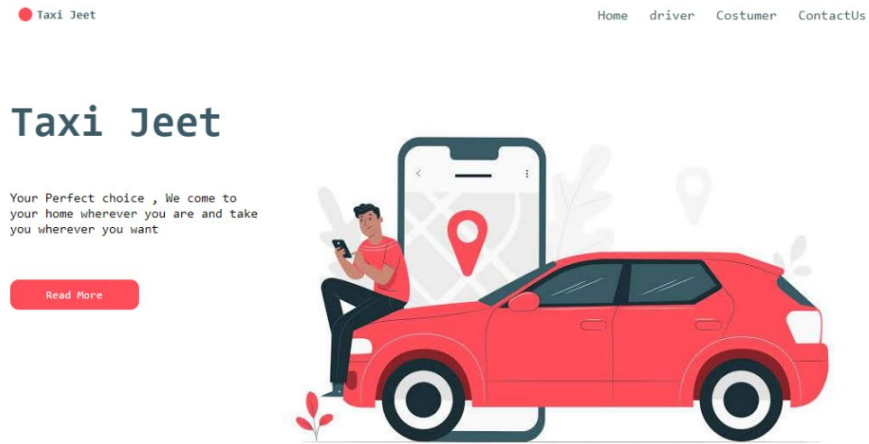 Taxi Jeet
Home driver Costumer ContactUs
Taxi Jeet
Your Perfect choice , We come to
your home wherever you are and take
you wherever you want
Read More